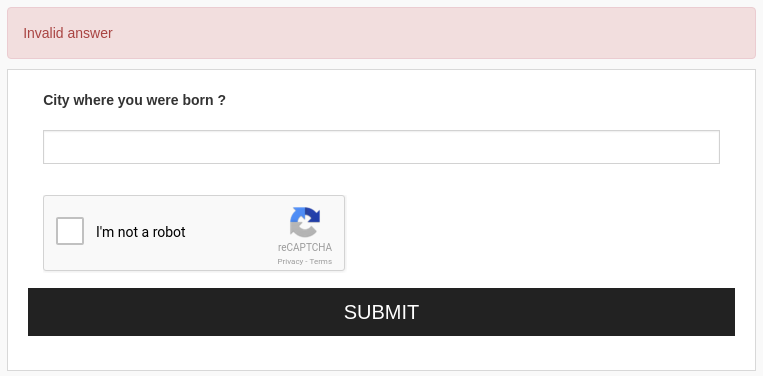 Invalid answer
City where you were born ?
I'm not a robot
reCAPTCHA
Privacy - Terms
SUBMIT